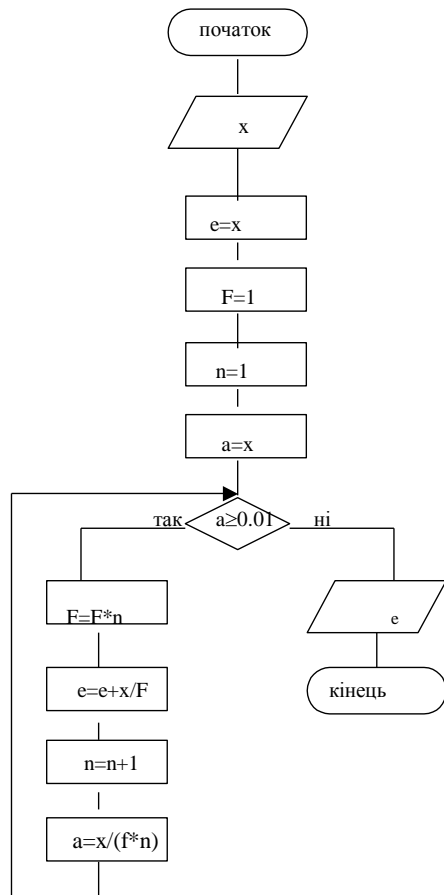 початок
x
e=x
F=1
n=1
a=x
так
a≥0.01
ні
F=F*n
e=e+x/F
n=n+1
a=x/(f*n)
e
кінець